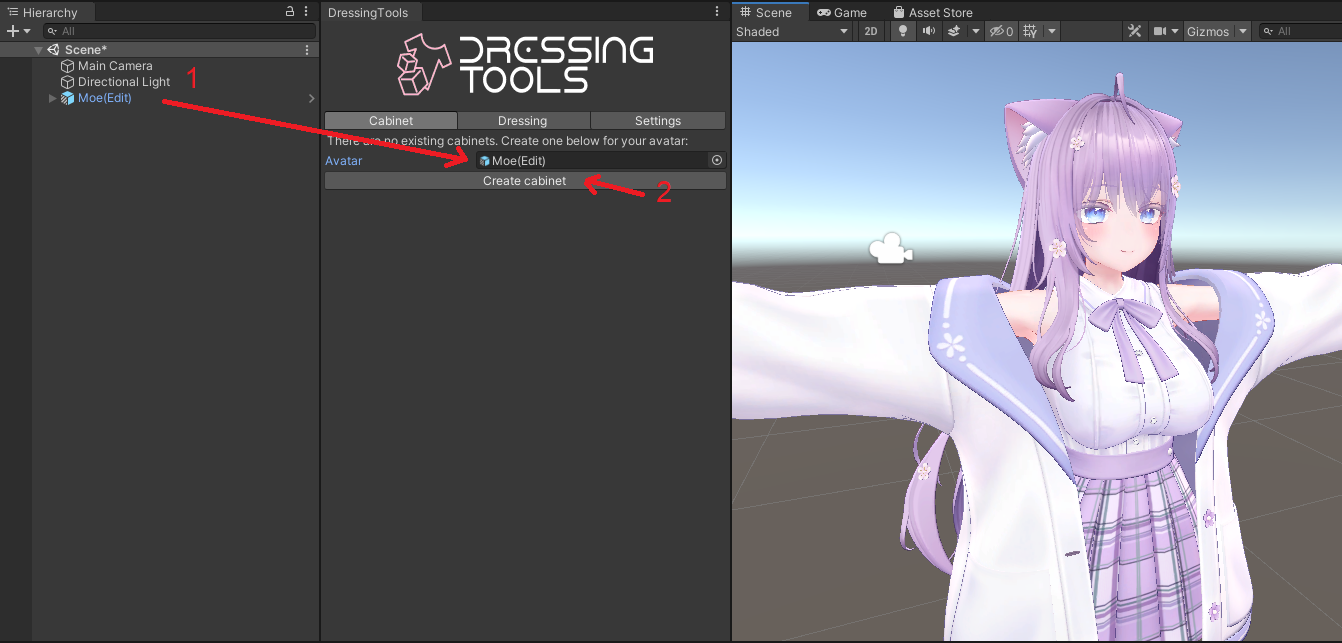 Hierarchy
All
Scene*
Main Camera
Directional Light
Moe(Edit)
1
DressingTools
DRESSING
TOOLS
Cabinet Dressing Settings
There are no existing cabinets. Create one below for your avatar:
Avatar Moe(Edit)
Create cabinet
2
Scene Game Asset Store
Shaded 2D 0 Gizmos All